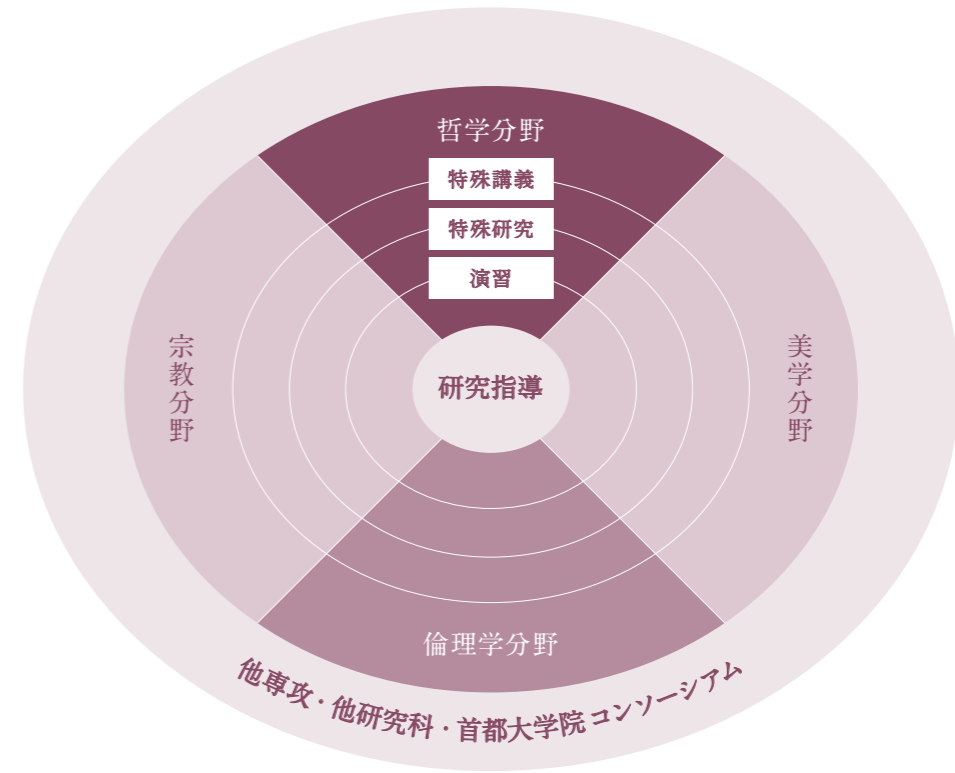 哲学分野
特殊講義
特殊研究
演習
宗教分野
研究指導
美学分野
倫理学分野
他専攻・他研究科・首都大学院コンソーシアム